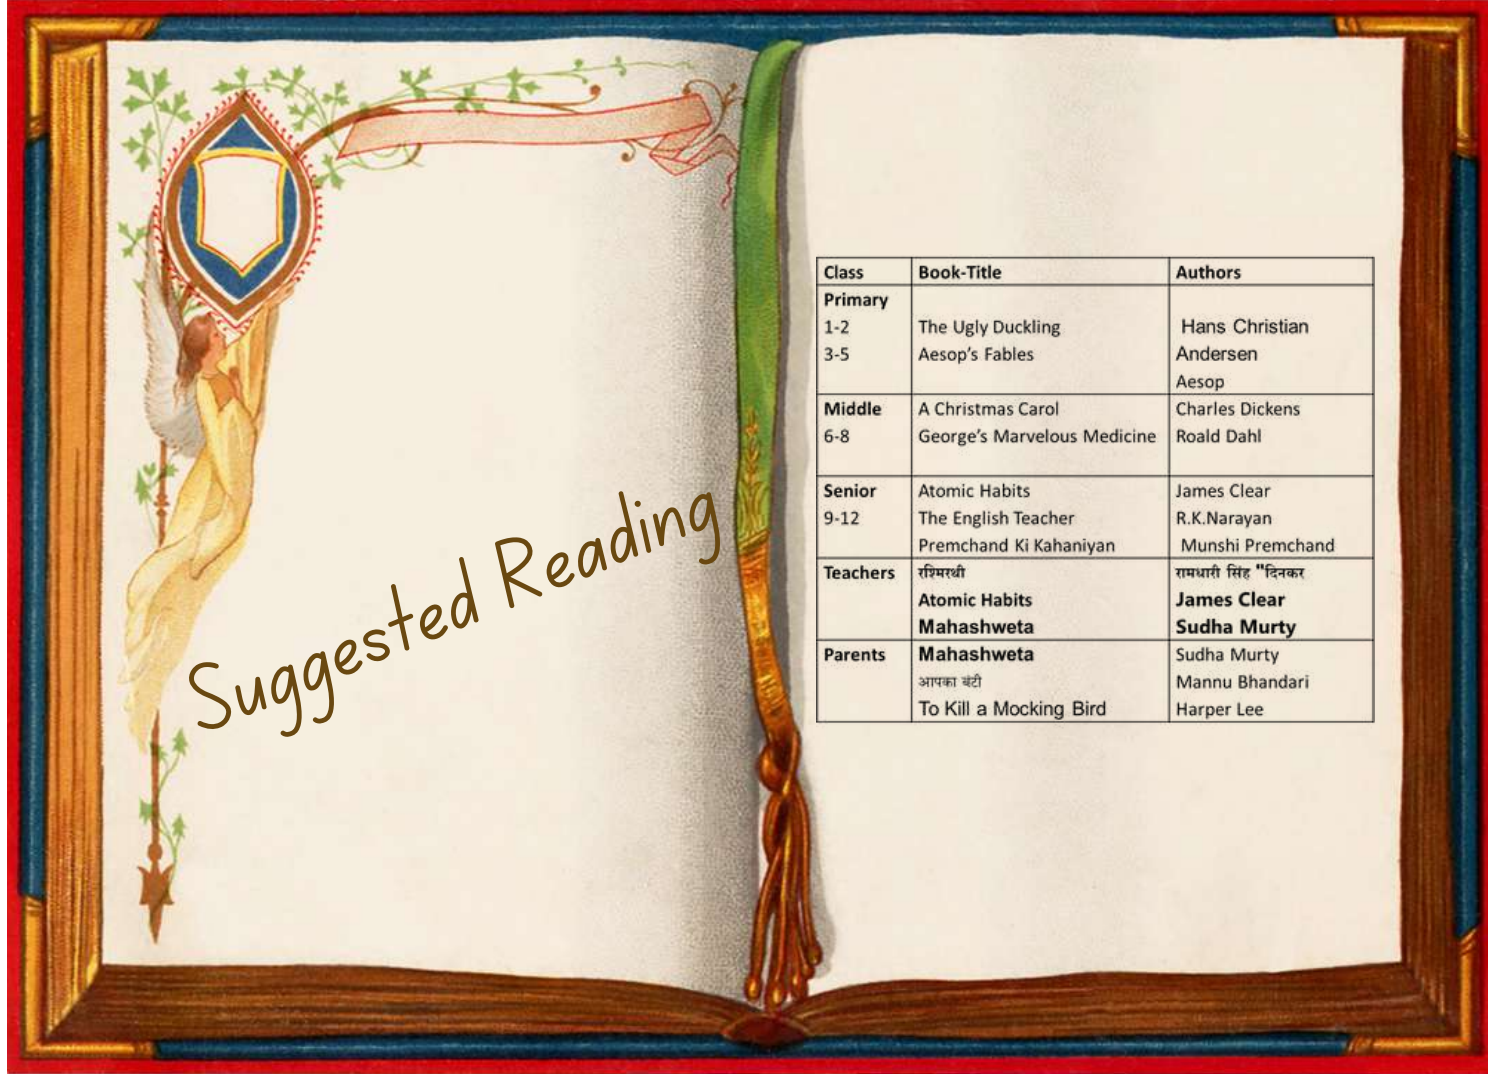 Suggested Reading
Class Book-Title Authors
Primary
1-2 The Ugly Duckling Hans Christian
3-5 Aesop's Fables Andersen
Aesop
Middle A Christmas Carol Charles Dickens
6-8 George's Marvelous Medicine Roald Dahl
Senior Atomic Habits James Clear
9-12 The English Teacher R.K.Narayan
Premchand Ki Kahaniyan Munshi Premchand
Teachers रश्मिरथी रामधारी सिंह "दिनकर
Atomic Habits James Clear
Mahashweta Sudha Murty
Parents Mahashweta Sudha Murty
आपका बंटी Mannu Bhandari
To Kill a Mocking Bird Harper Lee